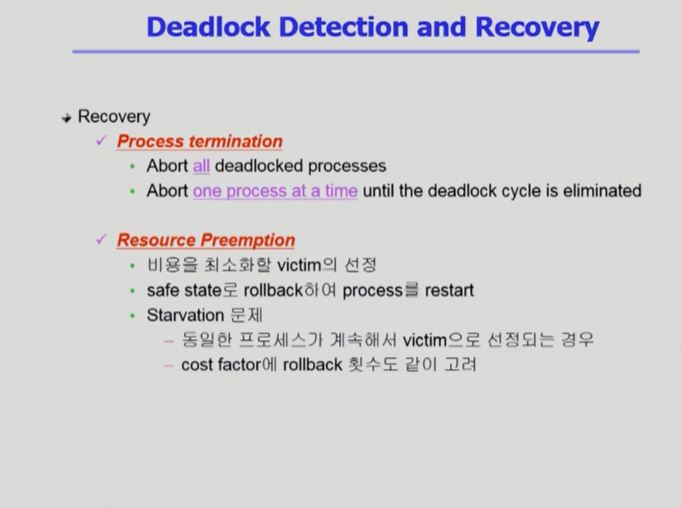 Deadlock Detection and Recovery
Recovery
Process termination
Abort all deadlocked processes
Abort one process at a time until the deadlock cycle is eliminated
Resource Preemption
비용을 최소화할 victim의 선정
safe state로 rollback하여 process를 restart
Starvation 문제
동일한 프로세스가 계속해서 victim으로 선정되는 경우
cost factor에 rollback 횟수도 같이 고려